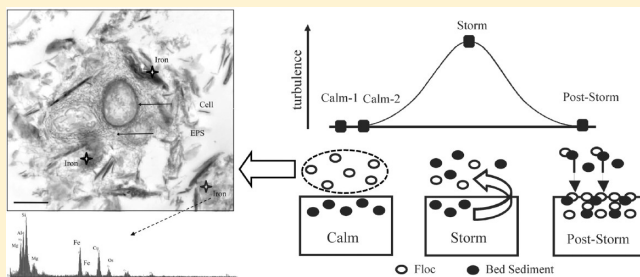 Iron
Cell
EPS
Iron
Iron
Si
Al
Mg
Mg
Fe
Fe
Cu
Os
turbulence
Storm
Calm-1
Calm-2
Post-Storm
Calm
Storm
Post-Storm
Floc
Bed Sediment